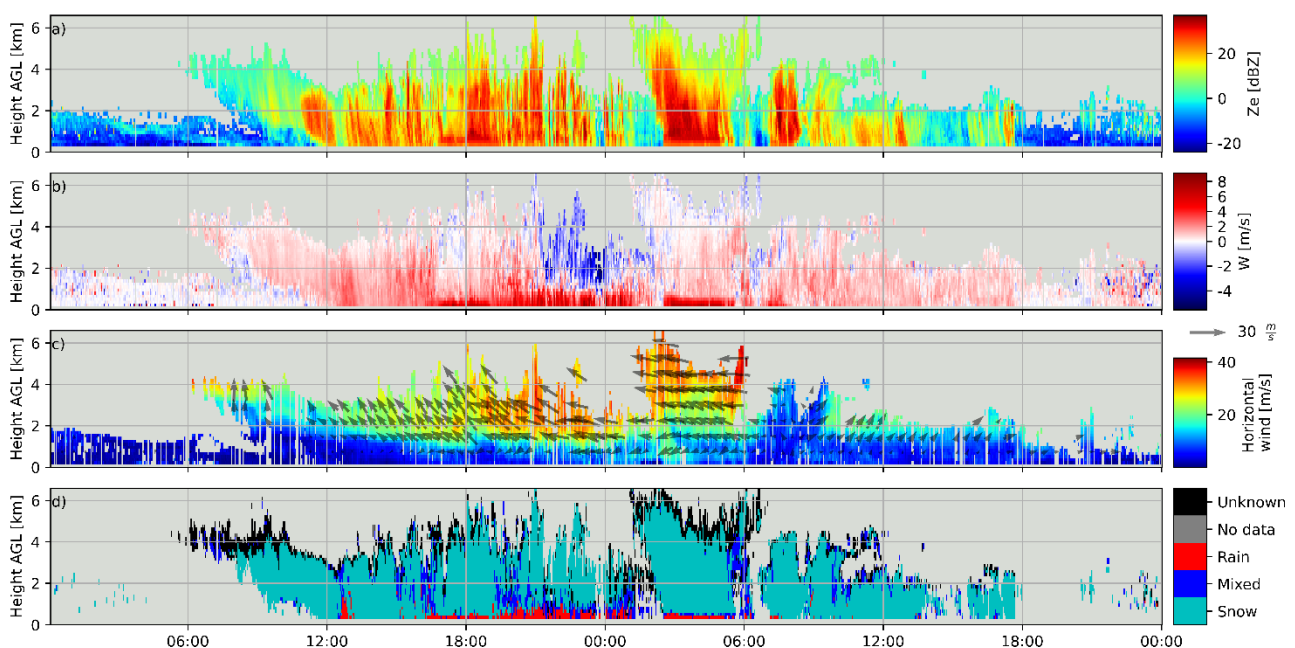 a)
Height AGL [km]
6
4
2
0
20
0
-20
Ze [dBZ]
b)
Height AGL [km]
6
4
2
0
8
6
4
2
0
-2
-4
W [m/s]
30 m/s
c)
Height AGL [km]
6
4
2
0
40
20
Horizontal
wind [m/s]
d)
Height AGL [km]
6
4
2
0
Unknown
No data
Rain
Mixed
Snow
06:00 12:00 18:00 00:00 06:00 12:00 18:00 00:00